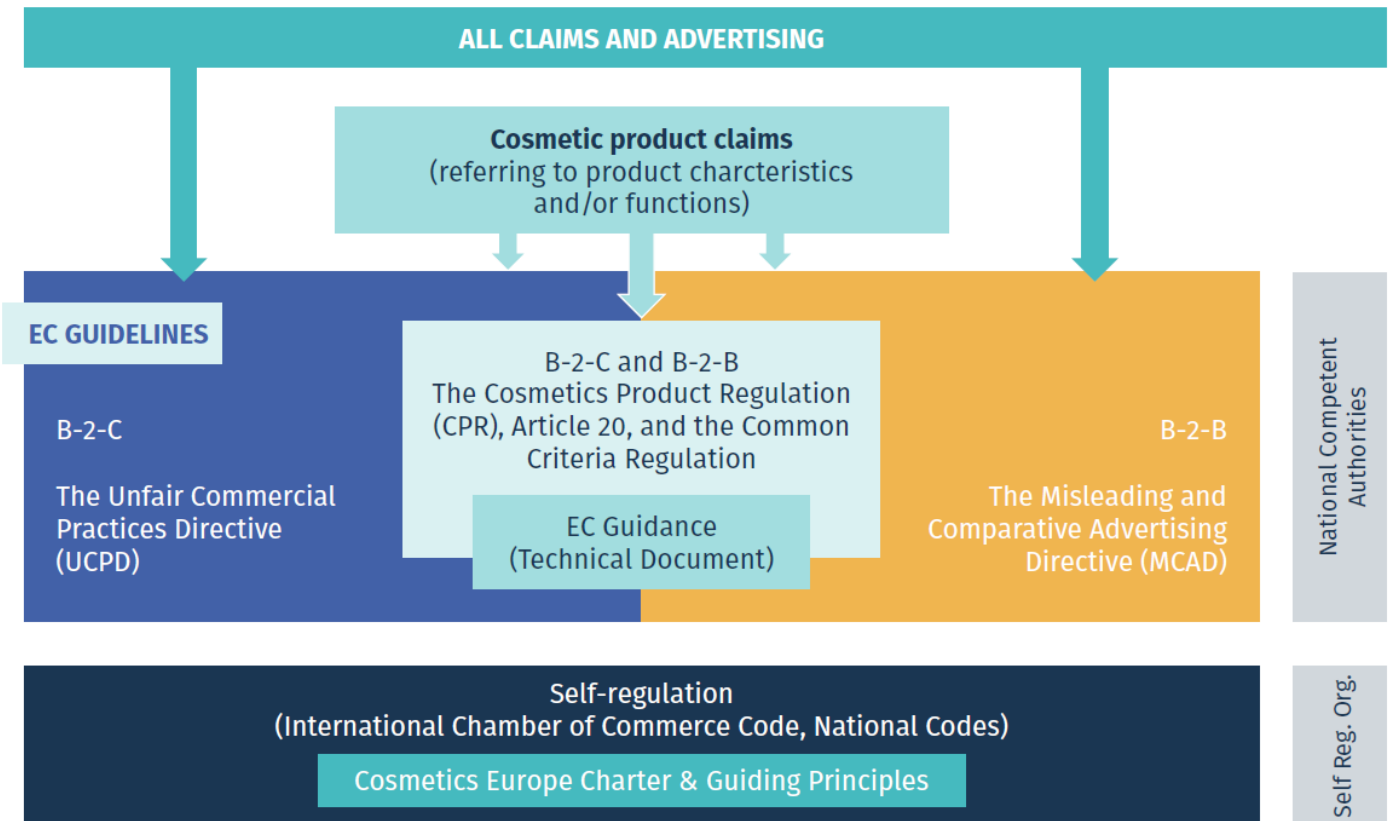 ALL CLAIMS AND ADVERTISING
Cosmetic product claims
(referring to product charcteristics
and/or functions)
EC GUIDELINES
B-2-C
The Unfair Commercial
Practices Directive
(UCPD)
B-2-C and B-2-B
The Cosmetics Product Regulation
(CPR), Article 20, and the Common
Criteria Regulation
EC Guidance
(Technical Document)
B-2-B
The Misleading and
Comparative Advertising
Directive (MCAD)
National Competent
Authorities
Self-regulation
(International Chamber of Commerce Code, National Codes)
Cosmetics Europe Charter & Guiding Principles
Self Reg. Org.